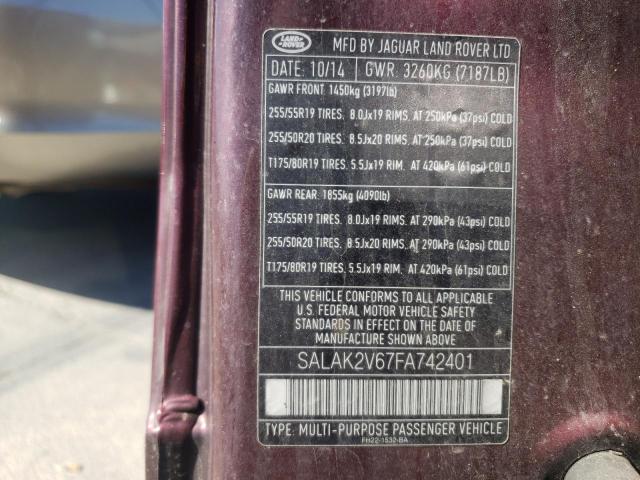 LAND ROVER
MFD BY JAGUAR LAND ROVER LTD
DATE: 10/14 GWR: 3260KG (7187LB)
GAWR FRONT 1450kg (3197lb)
255/55R19 TIRES. 8.0Jx19 RIMS, AT 250kPa (37psi) COLD
255/50R20 TIRES. 8.5Jx20 RIMS, AT 250kPa (37psi) COLD
T175/80R19 TIRES. 5.5Jx19 RIM. AT 420kPa (61psi) COLD
GAWR REAR: 1855kg (4090lb)
255/55R19 TIRES. 8.0Jx19 RIMS. AT 290kPa (43psi) COLD
255/50R20 TIRES. 8.5Jx20 RIMS. AT 290kPa (43psi) COLD
T175/80R19 TIRES. 5.5Jx19 RIM. AT 420kPa (61psi) COLD
THIS VEHICLE CONFORMS TO ALL APPLICABLE
U.S. FEDERAL MOTOR VEHICLE SAFETY
STANDARDS IN EFFECT ON THE DATE OF
MANUFACTURE SHOWN ABOVE
SALAK2V67FA742401
TYPE: MULTI-PURPOSE PASSENGER VEHICLE
FH22-1532-BA